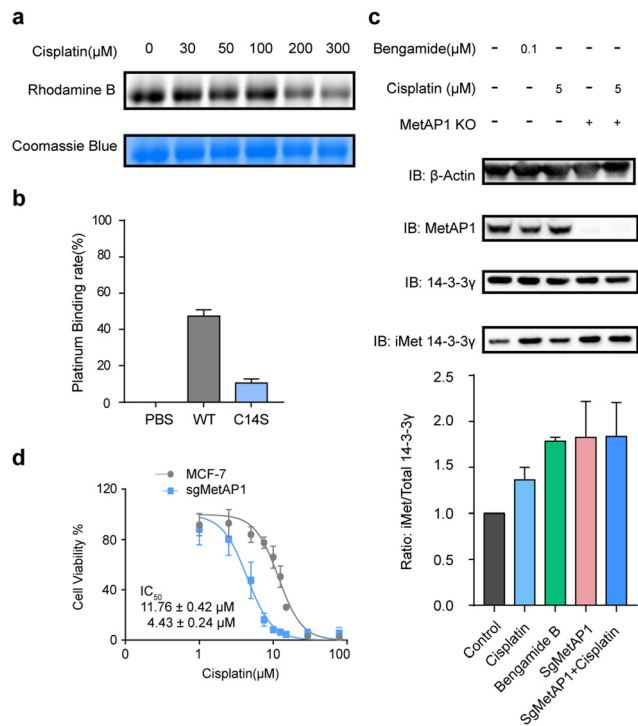 a
Cisplatin(μM) 0 30 50 100 200 300
Rhodamine B
Coomassie Blue
b
Platinum Binding rate(%)
100
80
60
40
20
0
PBS WT C14S
c
Bengamide(μM) - 0.1 - - -
Cisplatin (μM) - - 5 - 5
MetAP1 KO - - - + +
IB: β-Actin
IB: MetAP1
IB: 14-3-3γ
IB: iMet 14-3-3γ
Ratio: iMet/Total 14-3-3γ
2.5
2.0
1.5
1.0
0.5
0.0
Control
Cisplatin
Bengamide B
SgMetAP1
SgMetAP1+Cisplatin
d
MCF-7
sgMetAP1
Cell Viability %
120
80
40
0
IC50
11.76 ± 0.42 μM
4.43 ± 0.24 μM
1 10 100
Cisplatin(μM)